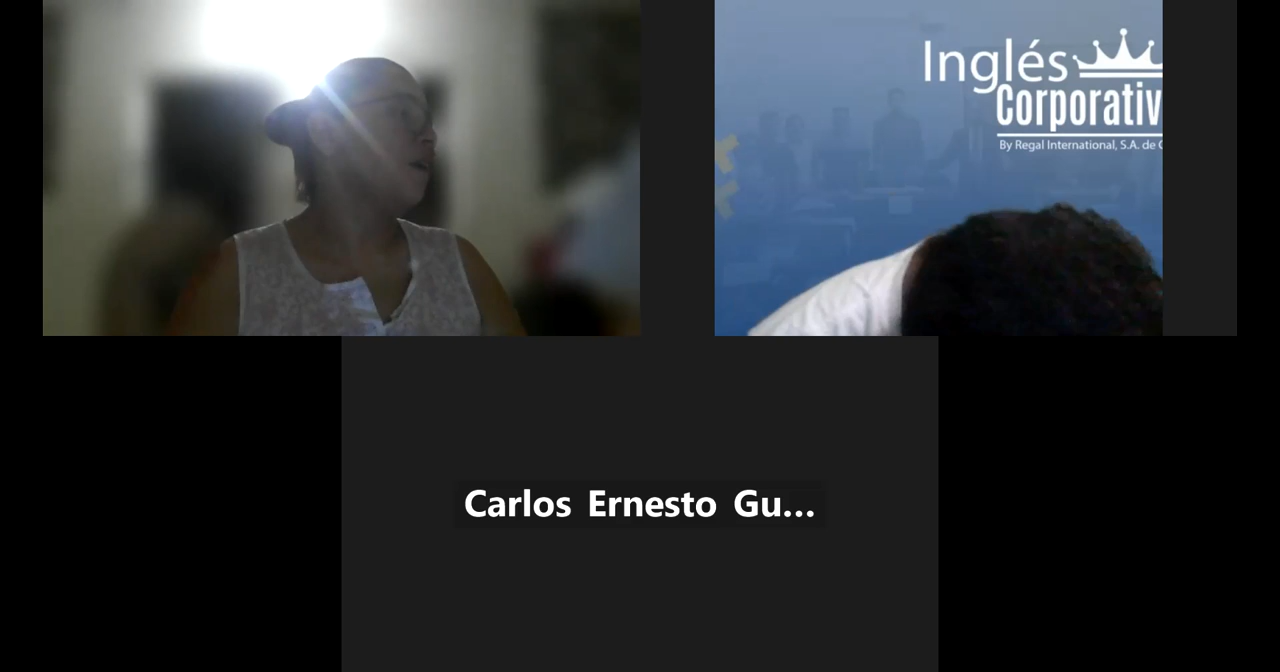 Inglés
Corporativ
By Regal International, S.A. de C
Carlos Ernesto Gu...